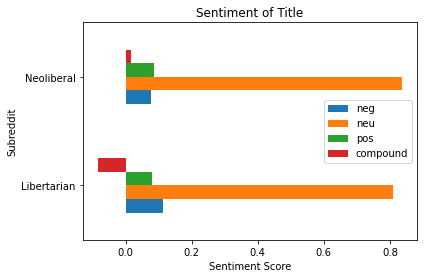 Sentiment of Title
Subreddit
Neoliberal
Libertarian
neg
neu
pos
compound
0.0 0.2 0.4 0.6 0.8
Sentiment Score